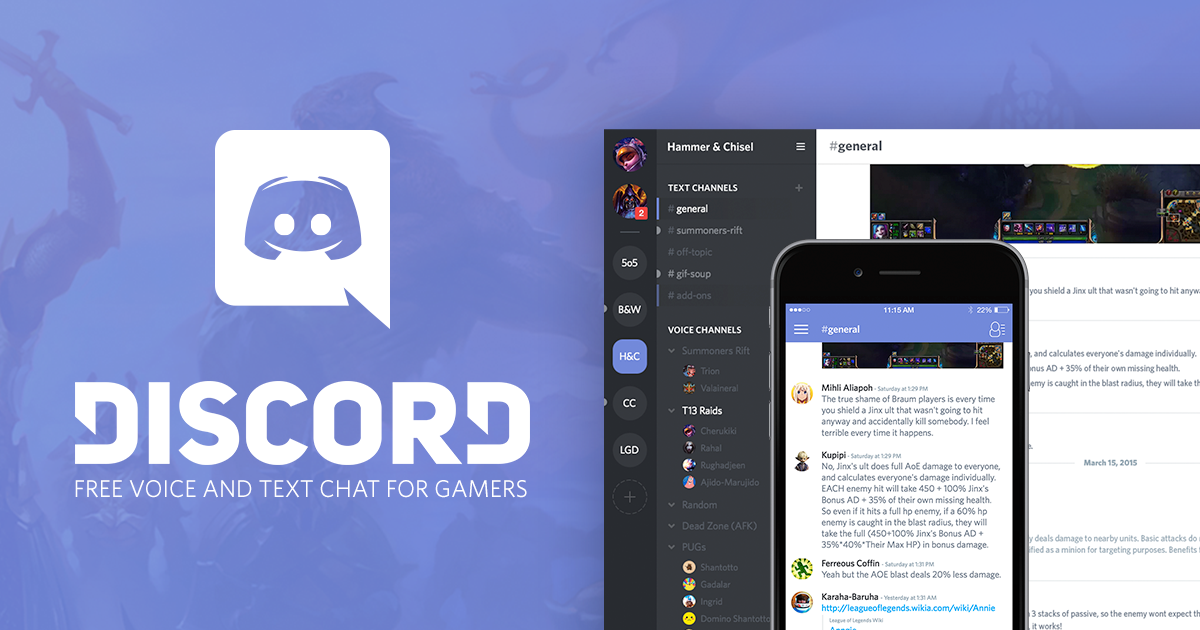 DISCORD
FREE VOICE AND TEXT CHAT FOR GAMERS
2
5o5
B&W
H&C
CC
LGD
+
Hammer & Chisel
TEXT CHANNELS +
# general
# summoners-rift
# off-topic
# gif-soup
# add-ons
VOICE CHANNELS
Summoners Rift
Trion
Valaineral
T13 Raids
Cherukiki
Rahal
Rughadjeen
Ajido-Marujido
Random
Dead Zone (AFK)
PUGs
Shantotto
Gadalar
Ingrid
Domino Shantotto
#general
you shield a Jinx ult that wasn't going to hit anyway
, and calculates everyone's damage individually.
onus AD + 35% of their own missing health.
emy is caught in the blast radius, they will take th
e.
March 15, 2015
y deals damage to nearby units. Basic attacks do
ified as a minion for targeting purposes. Benefits
3 stacks of passive, so the enemy wont expect th
, it works!
11:15 AM 22%
#general
Mihli Aliapoh - Saturday at 1:29 PM
The true shame of Braum players is every time
you shield a Jinx ult that wasn't going to hit
anyway and accidentally kill somebody. I feel
terrible every time it happens.
Kupipi - Saturday at 1:29 PM
No, Jinx's ult does full AoE damage to everyone,
and calculates everyone's damage individually.
EACH enemy hit will take 450 + 100% Jinx's
Bonus AD + 35% of their own missing health.
So even if it hits a full hp enemy, if a 60% hp
enemy is caught in the blast radius, they will
take the full (450+100% Jinx's Bonus AD +
35%*40%*Their Max HP) in bonus damage.
Ferreous Coffin - Saturday at 1:31 PM
Yeah but the AOE blast deals 20% less damage.
Karaha-Baruha - Yesterday at 1:31 AM
http://leagueoflegends.wikia.com/wiki/Annie
League of Legends Wiki